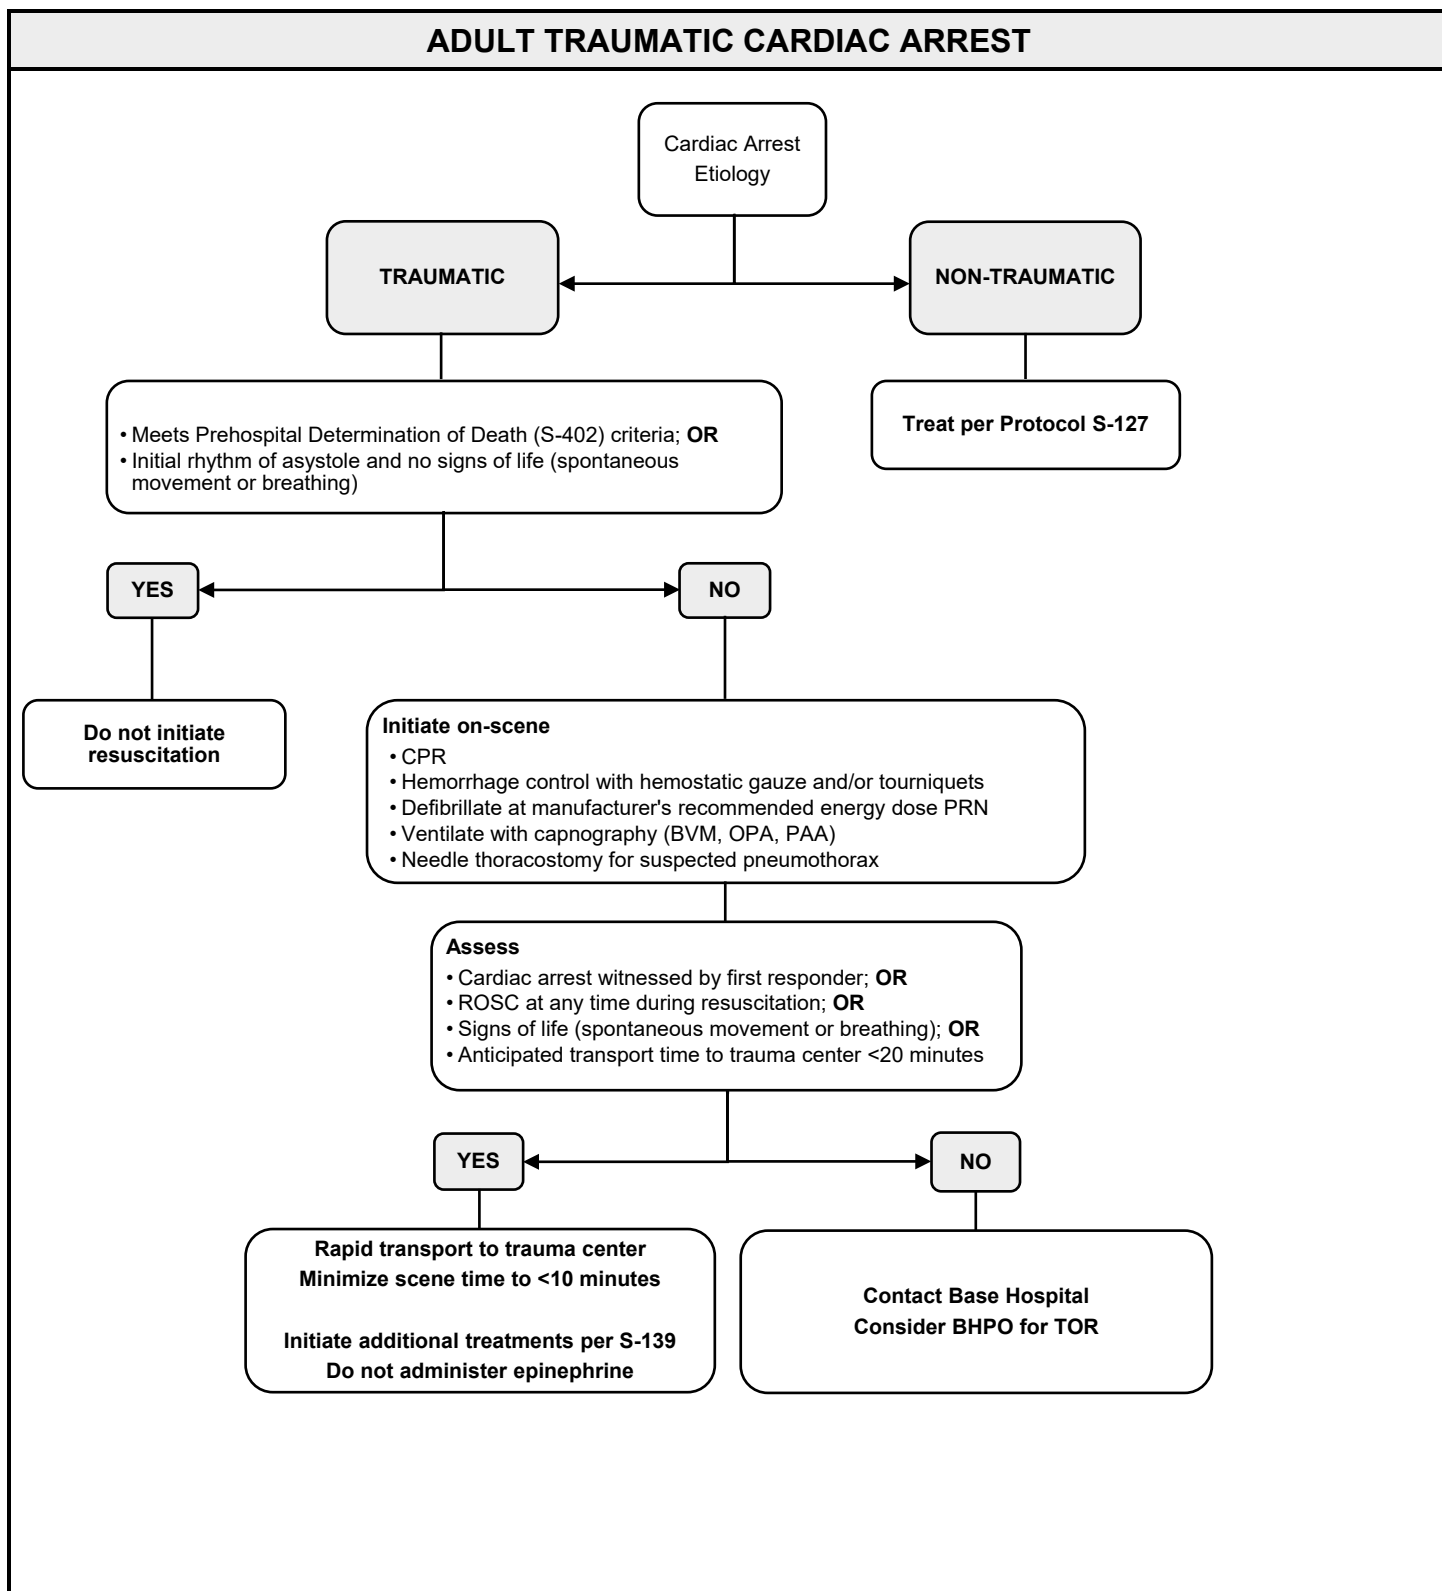 ADULT TRAUMATIC CARDIAC ARREST
Cardiac Arrest
Etiology
TRAUMATIC
NON-TRAUMATIC
• Meets Prehospital Determination of Death (S-402) criteria; OR
• Initial rhythm of asystole and no signs of life (spontaneous
movement or breathing)
Treat per Protocol S-127
YES
NO
Do not initiate
resuscitation
Initiate on-scene
• CPR
• Hemorrhage control with hemostatic gauze and/or tourniquets
• Defibrillate at manufacturer's recommended energy dose PRN
• Ventilate with capnography (BVM, OPA, PAA)
• Needle thoracostomy for suspected pneumothorax
Assess
• Cardiac arrest witnessed by first responder; OR
• ROSC at any time during resuscitation; OR
• Signs of life (spontaneous movement or breathing); OR
• Anticipated transport time to trauma center <20 minutes
YES
NO
Rapid transport to trauma center
Minimize scene time to <10 minutes
Initiate additional treatments per S-139
Do not administer epinephrine
Contact Base Hospital
Consider BHPO for TOR